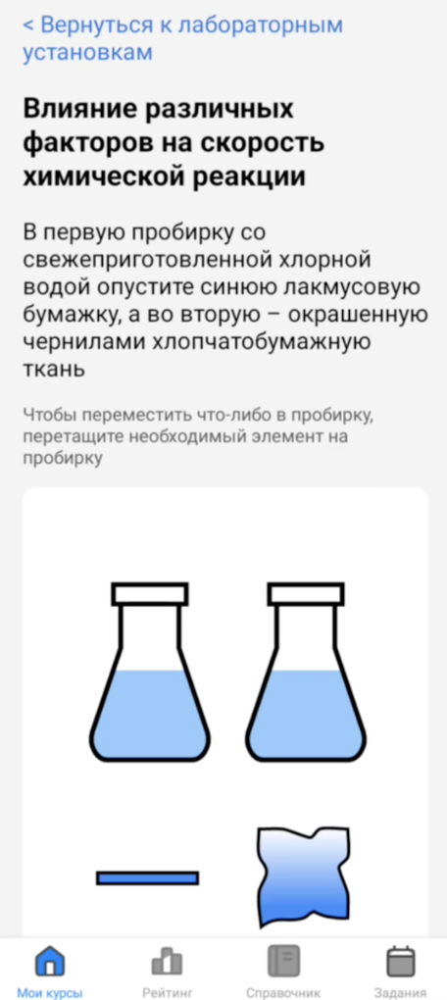 < Вернуться к лабораторным
установкам
Влияние различных
факторов на скорость
химической реакции
В первую пробирку со
свежеприготовленной хлорной
водой опустите синюю лакмусовую
бумажку, а во вторую – окрашенную
чернилами хлопчатобумажную
ткань
Чтобы переместить что-либо в пробирку,
перетащите необходимый элемент на
пробирку
Мои курсы
Рейтинг
Справочник
Задания